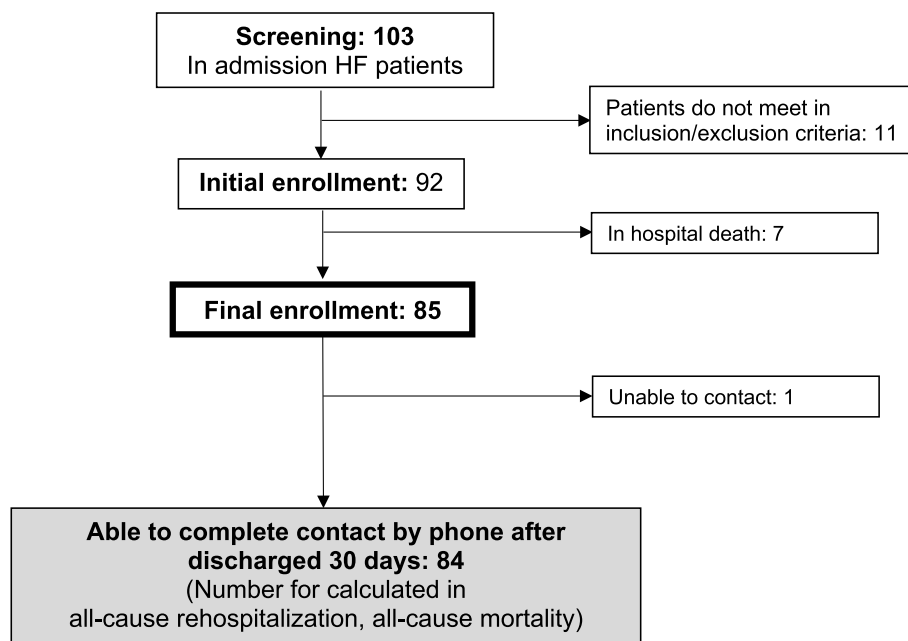 Screening: 103
In admission HF patients
Patients do not meet in
inclusion/exclusion criteria: 11
Initial enrollment: 92
In hospital death: 7
Final enrollment: 85
Unable to contact: 1
Able to complete contact by phone after
discharged 30 days: 84
(Number for calculated in
all-cause rehospitalization, all-cause mortality)